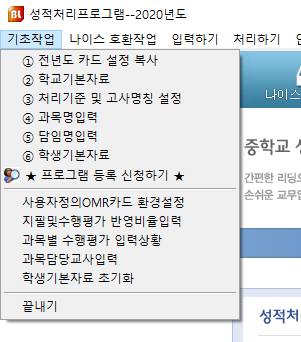 성적처리프로그램--2020년도
기초작업 나이스 호환작업 입력하기 처리하기
① 전년도 카드 설정 복사
② 학교기본자료
③ 처리기준 및 고사명칭 설정
④ 과목명입력
⑤ 담임명입력
⑥ 학생기본자료
★ 프로그램 등록 신청하기 ★
사용자정의OMR카드 환경설정
지필및수행평가 반영비율입력
과목별 수행평가 입력상황
과목담당교사입력
학생기본자료 초기화
끝내기
나이스
중학교 성
간편한 리딩으
손쉬운 교무업
성적처리